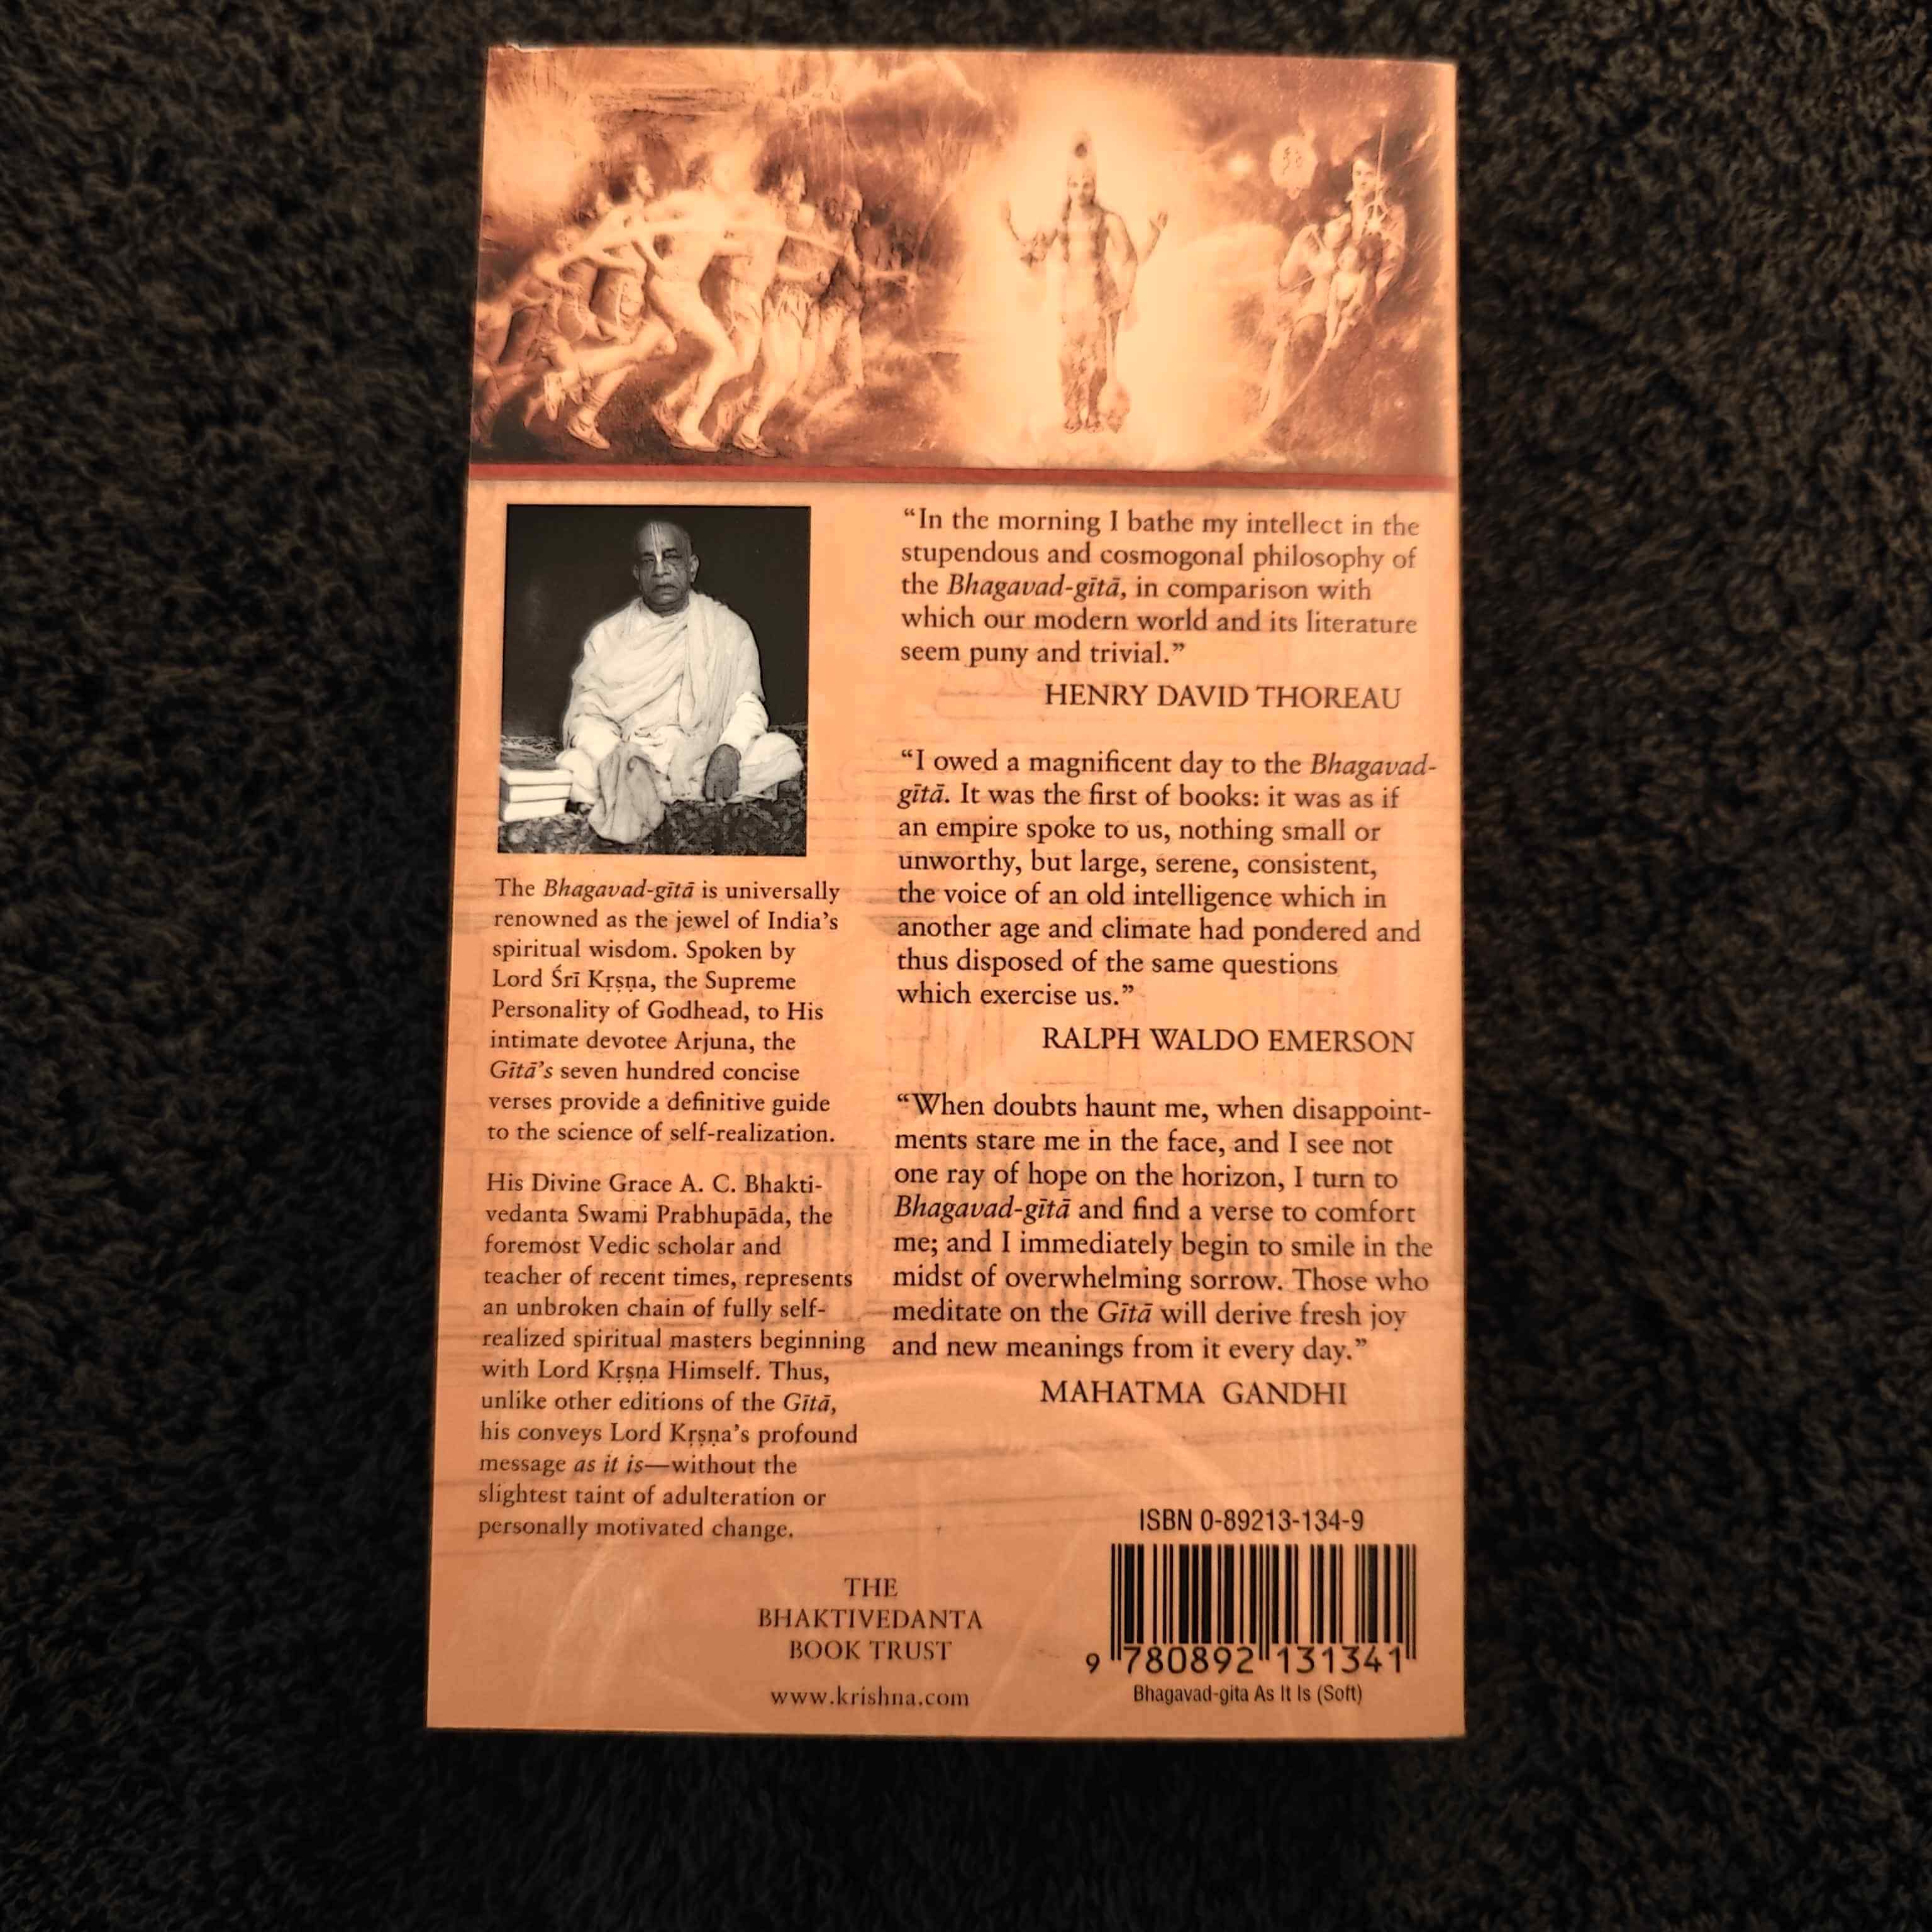 The Bhagavad-gītā is universally
renowned as the jewel of India's
spiritual wisdom. Spoken by
Lord Śrī Kṛṣṇa, the Supreme
Personality of Godhead, to His
intimate devotee Arjuna, the
Gītā's seven hundred concise
verses provide a definitive guide
to the science of self-realization.
His Divine Grace A. C. Bhakti-
vedanta Swami Prabhupāda, the
foremost Vedic scholar and
teacher of recent times, represents
an unbroken chain of fully self-
realized spiritual masters beginning
with Lord Kṛṣṇa Himself. Thus,
unlike other editions of the Gītā,
his conveys Lord Kṛṣṇa's profound
message as it is—without the
slightest taint of adulteration or
personally motivated change.
“In the morning I bathe my intellect in the
stupendous and cosmogonal philosophy of
the Bhagavad-gītā, in comparison with
which our modern world and its literature
seem puny and trivial.”
HENRY DAVID THOREAU
“I owed a magnificent day to the Bhagavad-
gītā. It was the first of books: it was as if
an empire spoke to us, nothing small or
unworthy, but large, serene, consistent,
the voice of an old intelligence which in
another age and climate had pondered and
thus disposed of the same questions
which exercise us.”
RALPH WALDO EMERSON
“When doubts haunt me, when disappoint-
ments stare me in the face, and I see not
one ray of hope on the horizon, I turn to
Bhagavad-gītā and find a verse to comfort
me; and I immediately begin to smile in the
midst of overwhelming sorrow. Those who
meditate on the Gītā will derive fresh joy
and new meanings from it every day.”
MAHATMA GANDHI
THE
BHAKTIVEDANTA
BOOK TRUST
www.krishna.com
ISBN 0-89213-134-9
9 780892 131341
Bhagavad-gita As It Is (Soft)